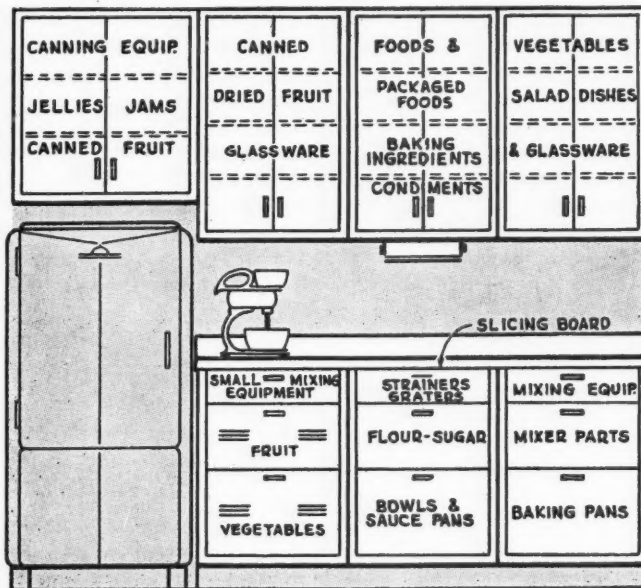 CANNING EQUIP.
JELLIES JAMS
CANNED FRUIT
CANNED
DRIED FRUIT
GLASSWARE
FOODS &
PACKAGED
FOODS
BAKING
INGREDIENTS
CONDIMENTS
VEGETABLES
SALAD DISHES
& GLASSWARE
SLICING BOARD
SMALL MIXING
EQUIPMENT
FRUIT
VEGETABLES
STRAINERS
GRATERS
FLOUR-SUGAR
BOWLS &
SAUCE PANS
MIXING EQUIP.
MIXER PARTS
BAKING PANS